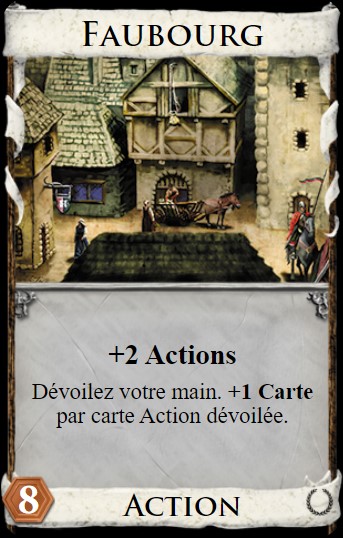 FAUBOURG
+2 Actions
Dévoilez votre main. +1 Carte
par carte Action dévoilée.
8 ACTION